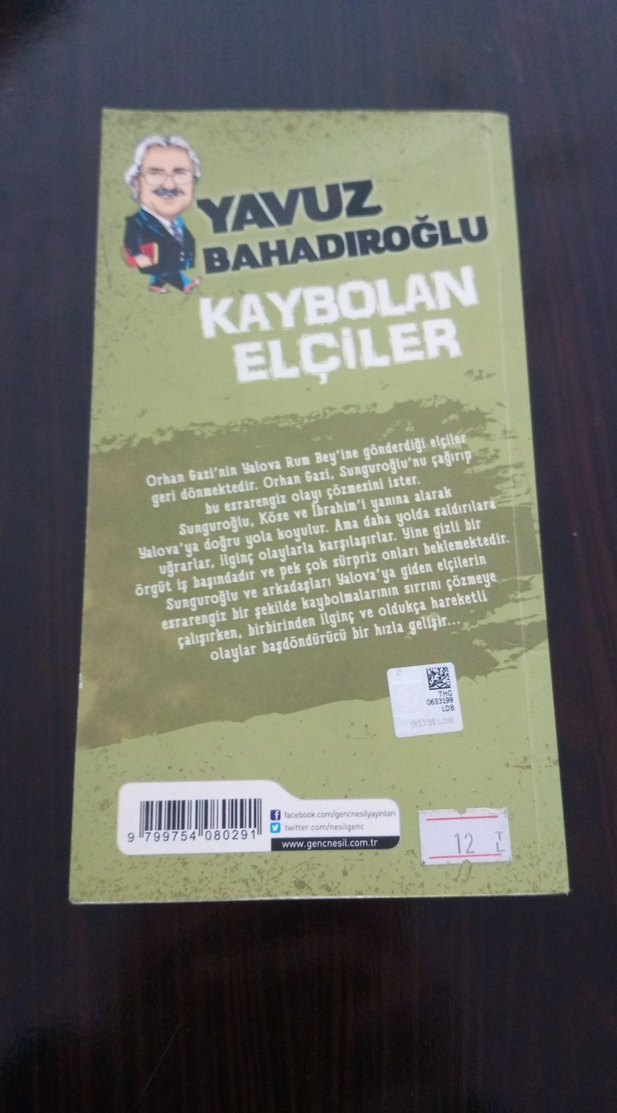 YAVUZ
BAHADIROĞLU
KAYBOLAN
ELÇİLER
Orhan Gazi'nin Yalova Rum Bey'ine gönderdiği elçiler
geri dönmektedir. Orhan Gazi, Sunguroğlu'nu çağırıp
bu esrarengiz olayı çözmesini ister.
Sunguroğlu, Köse ve İbrahim'i yanına alarak
Yalova'ya doğru yola koyulur. Ama daha yolda saldırılara
uğrarlar, ilginç olaylarla karşılaşırlar. Yine gizli bir
örgüt iş başındadır ve pek çok sürpriz onları beklemektedir.
Sunguroğlu ve arkadaşları Yalova'ya giden elçilerin
esrarengiz bir şekilde kaybolmalarının sırrını çözmeye
çalışırken, birbirinden ilginç ve oldukça hareketli
olaylar başdöndürücü bir hızla gelişir...
THG
0653199
LDB
0653199 LDB
9 799754 080291
facebook.com/gencnesilyayinlari
twitter.com/nesilgenc
www.gencnesil.com.tr
12 TL